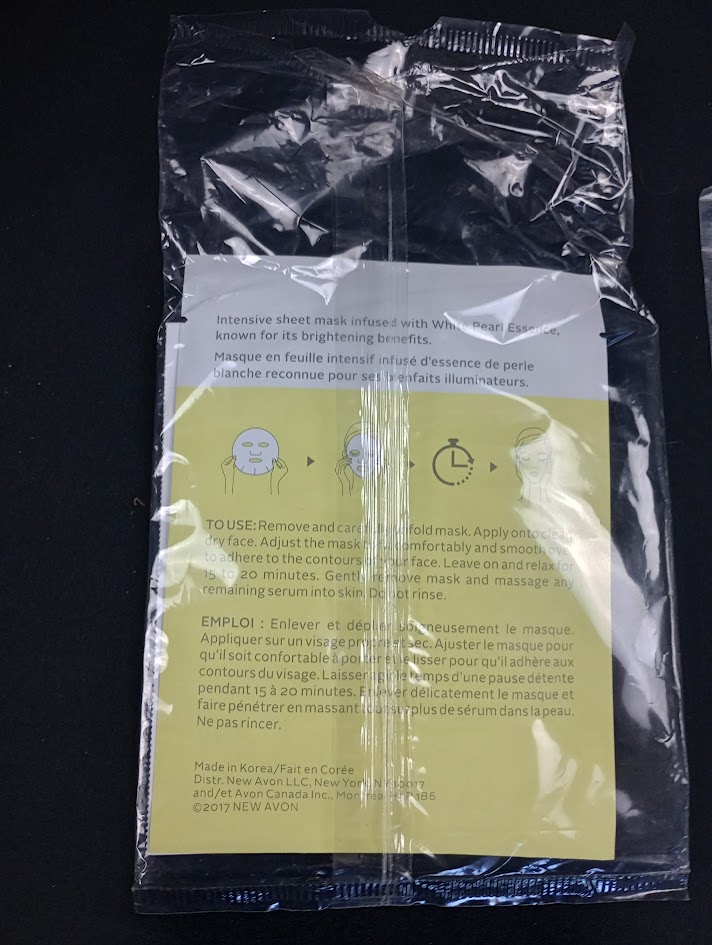 Intensive sheet mask infused with White Pearl Essence,
known for its brightening benefits.
Masque en feuille intensif infusé d'essence de perle
blanche reconnue pour ses bienfaits illuminateurs.
TO USE: Remove and carefully unfold mask. Apply onto clean,
dry face. Adjust the mask to fit comfortably and smooth over
to adhere to the contours of your face. Leave on and relax for
15 to 20 minutes. Gently remove mask and massage any
remaining serum into skin. Do not rinse.
EMPLOI : Enlever et déplier soigneusement le masque.
Appliquer sur un visage propre et sec. Ajuster le masque pour
qu'il soit confortable à porter et le lisser pour qu'il adhère aux
contours du visage. Laisser agir le temps d'une pause détente
pendant 15 à 20 minutes. Enlever délicatement le masque et
faire pénétrer en massant tout surplus de sérum dans la peau.
Ne pas rincer.
Made in Korea/Fait en Corée
Distr. New Avon LLC, New York, NY 10017
and/et Avon Canada Inc., Montréal
©2017 NEW AVON